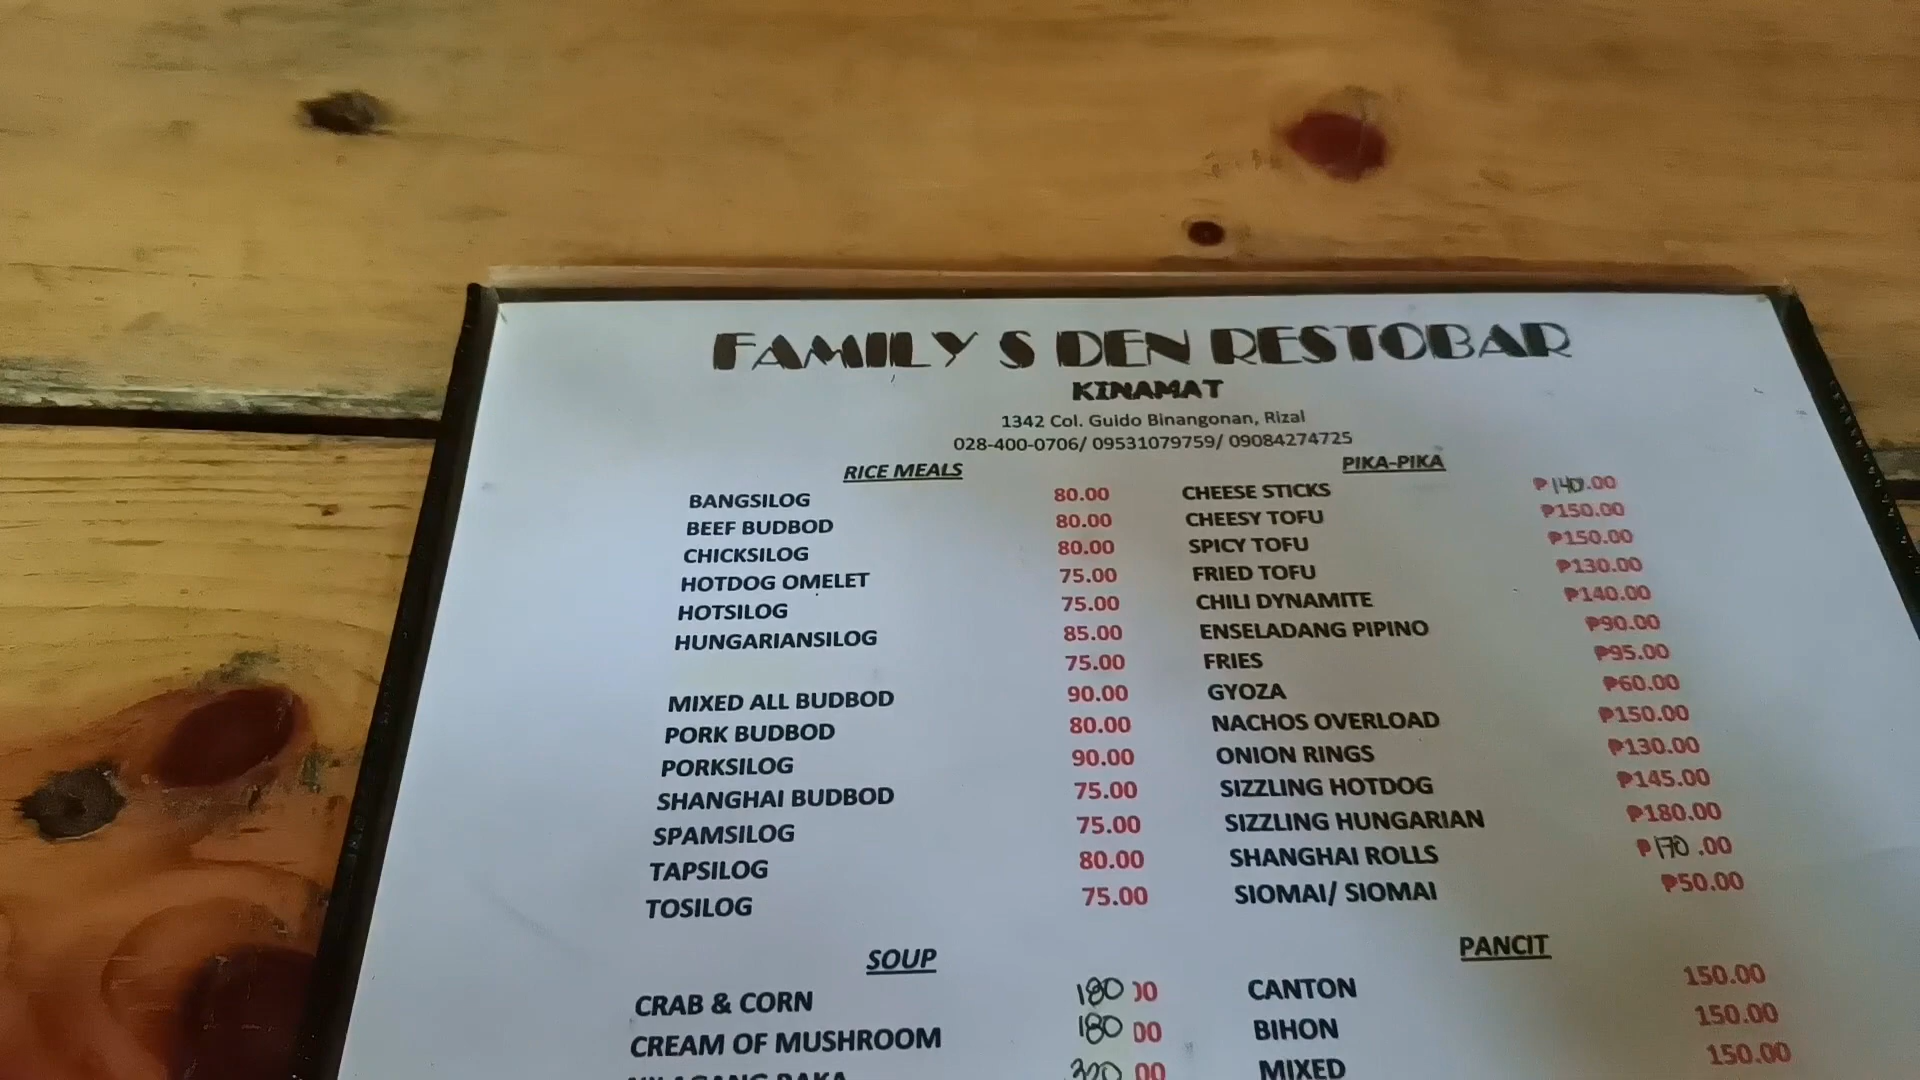 FAMILY S DEN RESTOBAR
KINAMAT
1342 Col. Guido Binangonan, Rizal
028-400-0706/ 09531079759/ 09084274725
RICE MEALS
BANGSILOG 80.00
BEEF BUDBOD 80.00
CHICKSILOG 80.00
HOTDOG OMELET 75.00
HOTSILOG 75.00
HUNGARIANSILOG 85.00
75.00
MIXED ALL BUDBOD 90.00
PORK BUDBOD 80.00
PORKSILOG 90.00
SHANGHAI BUDBOD 75.00
SPAMSILOG 75.00
TAPSILOG 80.00
TOSILOG 75.00
PIKA-PIKA
CHEESE STICKS ₱140.00
CHEESY TOFU ₱150.00
SPICY TOFU ₱150.00
FRIED TOFU ₱130.00
CHILI DYNAMITE ₱140.00
ENSELADANG PIPINO ₱90.00
FRIES ₱95.00
GYOZA ₱60.00
NACHOS OVERLOAD ₱150.00
ONION RINGS ₱130.00
SIZZLING HOTDOG ₱145.00
SIZZLING HUNGARIAN ₱180.00
SHANGHAI ROLLS ₱170.00
SIOMAI/ SIOMAI ₱50.00
SOUP
CRAB & CORN 180 00
CREAM OF MUSHROOM 180 00
PANCIT
CANTON 150.00
BIHON 150.00
MIXED 150.00